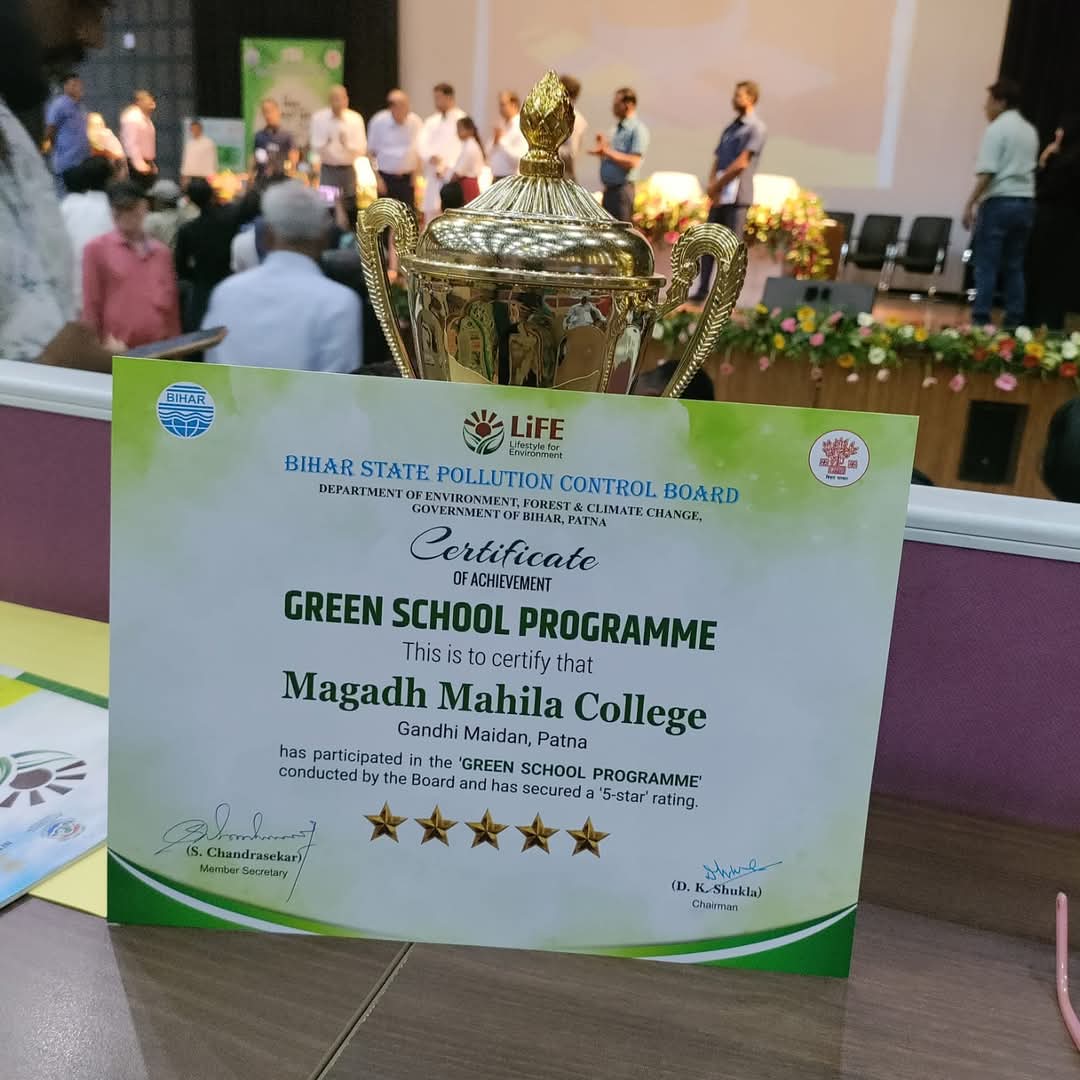 BIHAR
LiFE
Lifestyle for
Environment
बिहार सरकार
BIHAR STATE POLLUTION CONTROL BOARD
DEPARTMENT OF ENVIRONMENT, FOREST & CLIMATE CHANGE,
GOVERNMENT OF BIHAR, PATNA
Certificate
OF ACHIEVEMENT
GREEN SCHOOL PROGRAMME
This is to certify that
Magadh Mahila College
Gandhi Maidan, Patna
has participated in the 'GREEN SCHOOL PROGRAMME'
conducted by the Board and has secured a '5-star' rating.
(S. Chandrasekar)
Member Secretary
(D. K. Shukla)
Chairman